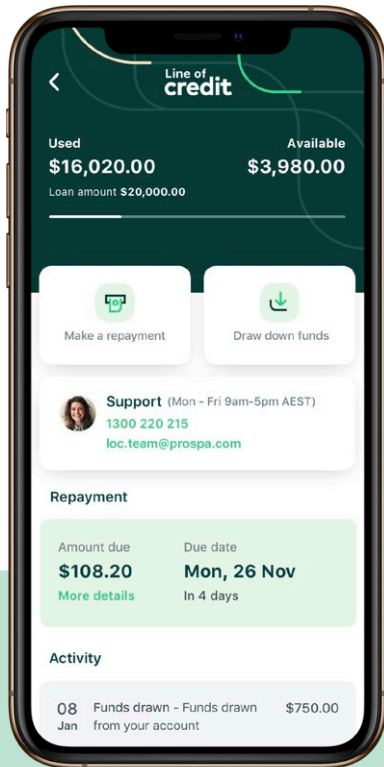 Line of
credit
Used Available
$16,020.00 $3,980.00
Loan amount $20,000.00
Make a repayment Draw down funds
Support (Mon - Fri 9am-5pm AEST)
1300 220 215
loc.team@prospa.com
Repayment
Amount due Due date
$108.20 Mon, 26 Nov
More details In 4 days
Activity
08 Funds drawn - Funds drawn $750.00
Jan from your account